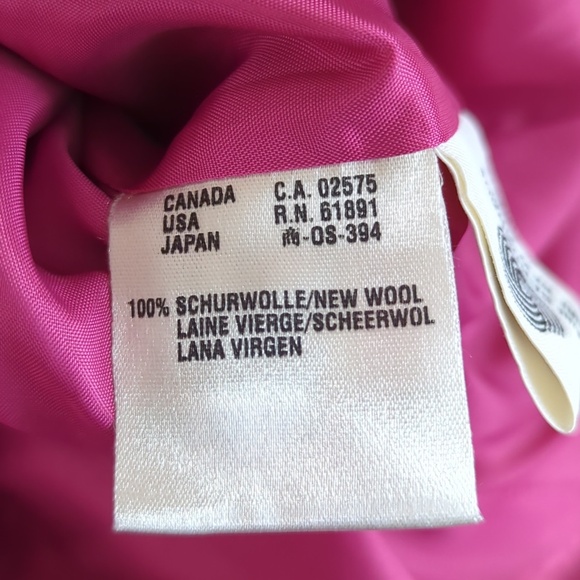 CANADA C.A. 02575
USA R.N. 61891
JAPAN 商-OS-394
100% SCHURWOLLE/NEW WOOL
LAINE VIERGE/SCHEERWOL
LANA VIRGEN